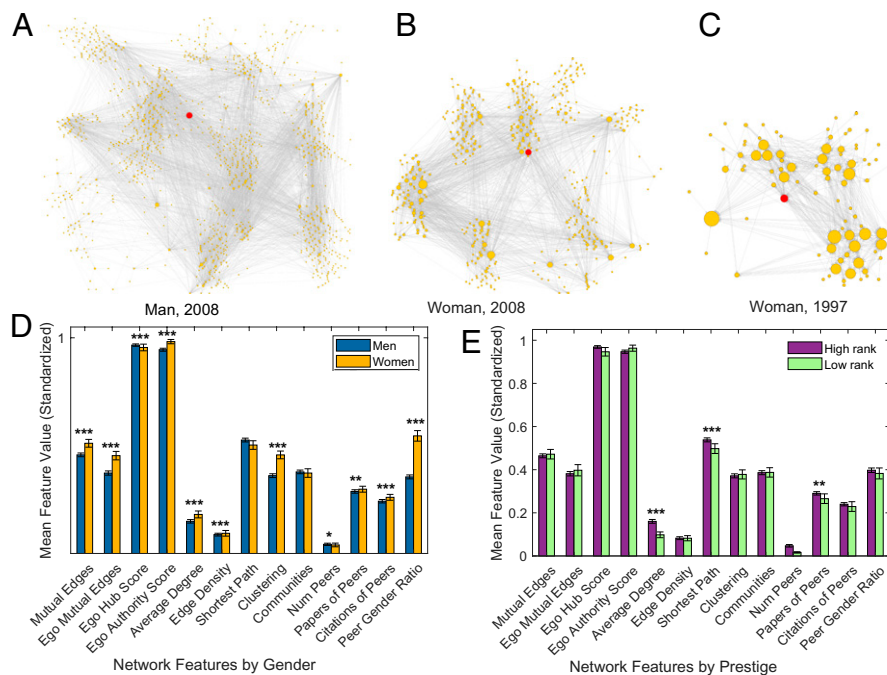 A
B
C
Man, 2008
Woman, 2008
Woman, 1997
D
Mean Feature Value (Standardized)
1
Men
Women
***
***
***
***
***
***
***
*
**
***
***
Mutual Edges
Ego Mutual Edges
Ego Hub Score
Ego Authority Score
Average Degree
Edge Density
Shortest Path
Clustering
Communities
Num Peers
Papers of Peers
Citations of Peers
Peer Gender Ratio
Network Features by Gender
E
Mean Feature Value (Standardized)
1
0.8
0.6
0.4
0.2
0
High rank
Low rank
***
***
**
Mutual Edges
Ego Mutual Edges
Ego Hub Score
Ego Authority Score
Average Degree
Edge Density
Shortest Path
Clustering
Communities
Num Peers
Papers of Peers
Citations of Peers
Peer Gender Ratio
Network Features by Prestige